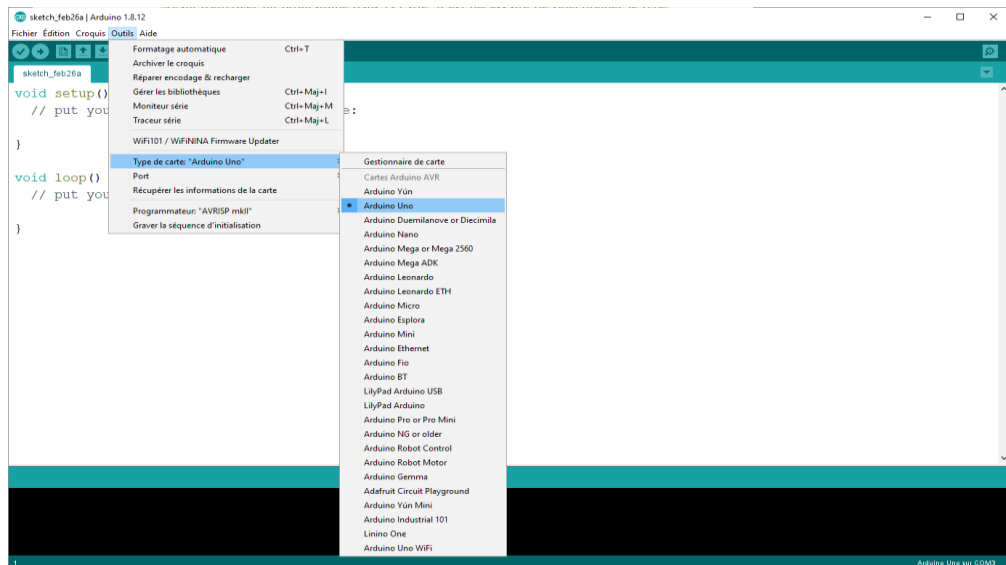 sketch_feb26a | Arduino 1.8.12
Fichier Édition Croquis Outils Aide
sketch_feb26a
void setup()
// put you
e:
}
void loop()
// put you
}
Formatage automatique Ctrl+T
Archiver le croquis
Réparer encodage & recharger
Gérer les bibliothèques Ctrl+Maj+I
Moniteur série Ctrl+Maj+M
Traceur série Ctrl+Maj+L
WiFi101 / WiFiNINA Firmware Updater
Type de carte: "Arduino Uno"
Port
Récupérer les informations de la carte
Programmateur: "AVRISP mkII"
Graver la séquence d'initialisation
Gestionnaire de carte
Cartes Arduino AVR
Arduino Yún
Arduino Uno
Arduino Duemilanove or Diecimila
Arduino Nano
Arduino Mega or Mega 2560
Arduino Mega ADK
Arduino Leonardo
Arduino Leonardo ETH
Arduino Micro
Arduino Esplora
Arduino Mini
Arduino Ethernet
Arduino Fio
Arduino BT
LilyPad Arduino USB
LilyPad Arduino
Arduino Pro or Pro Mini
Arduino NG or older
Arduino Robot Control
Arduino Robot Motor
Arduino Gemma
Adafruit Circuit Playground
Arduino Yún Mini
Arduino Industrial 101
Linino One
Arduino Uno WiFi
1
Arduino Uno sur COM3